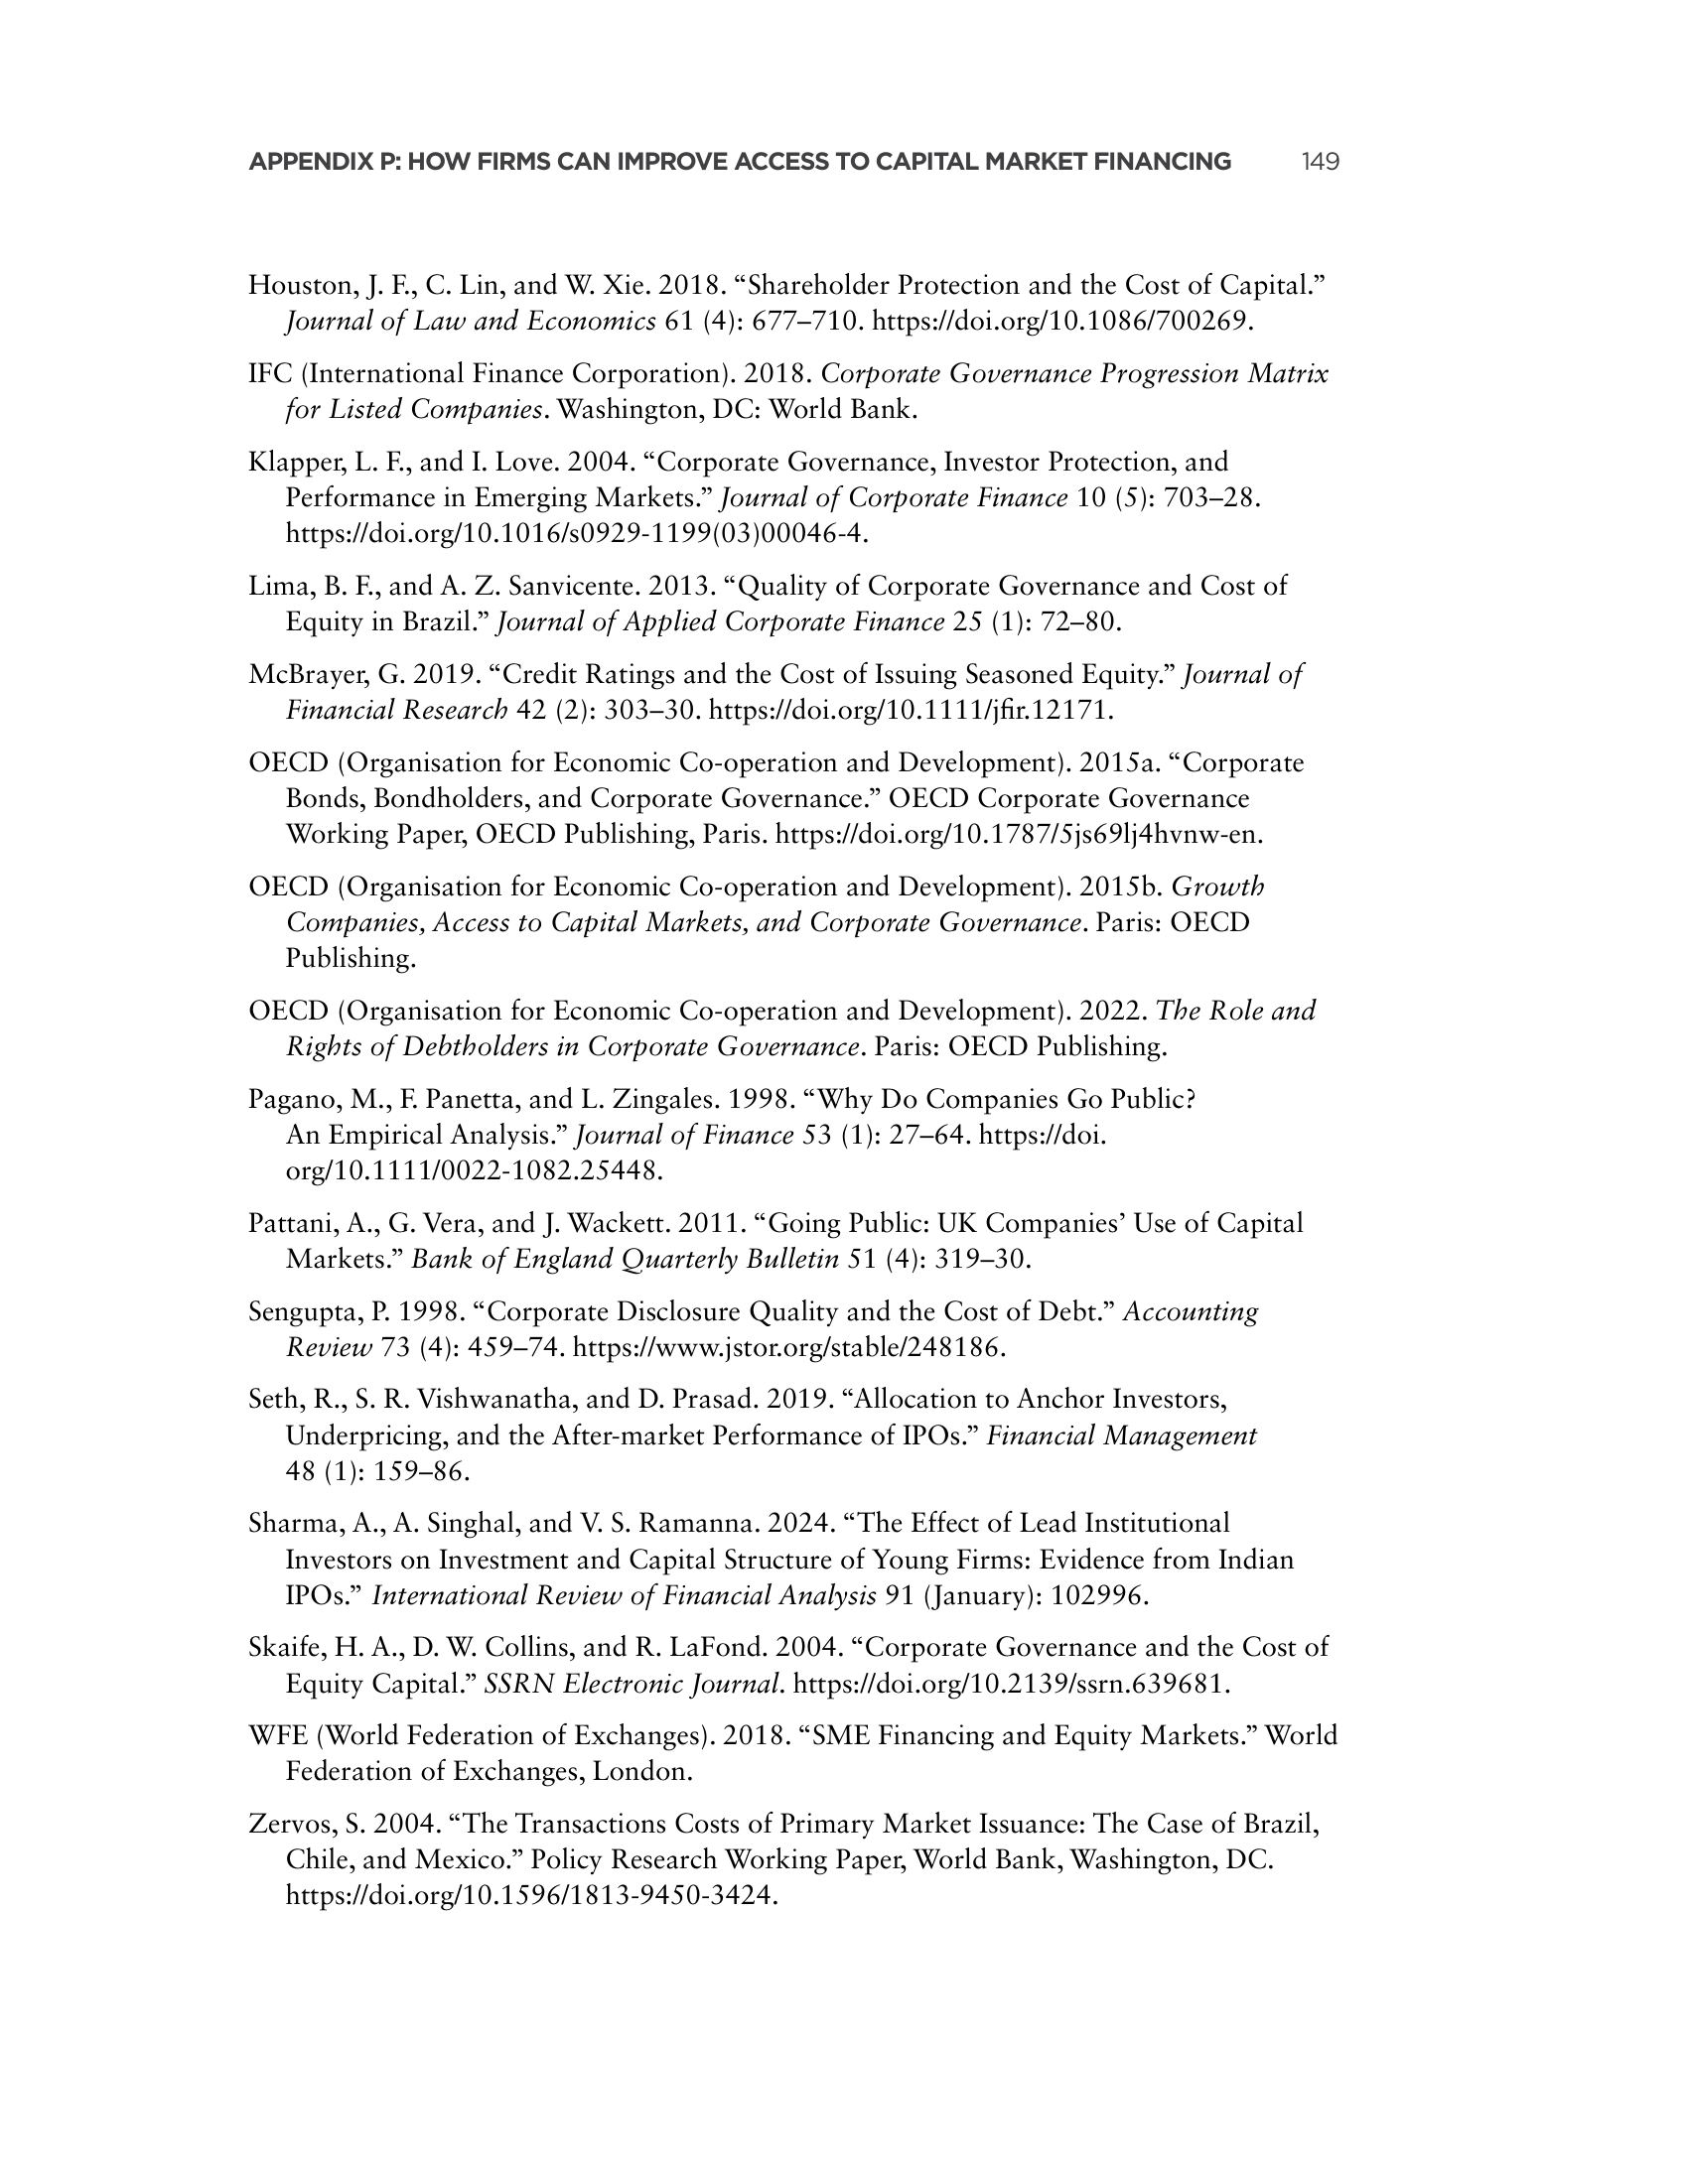 APPENDIX P: HOW FIRMS CAN IMPROVE ACCESS TO CAPITAL MARKET FINANCING 149
Houston, J. F., C. Lin, and W. Xie. 2018. “Shareholder Protection and the Cost of Capital.”
Journal of Law and Economics 61 (4): 677–710. https://doi.org/10.1086/700269.
IFC (International Finance Corporation). 2018. Corporate Governance Progression Matrix
for Listed Companies. Washington, DC: World Bank.
Klapper, L. F., and I. Love. 2004. “Corporate Governance, Investor Protection, and
Performance in Emerging Markets.” Journal of Corporate Finance 10 (5): 703–28.
https://doi.org/10.1016/s0929-1199(03)00046-4.
Lima, B. F., and A. Z. Sanvicente. 2013. “Quality of Corporate Governance and Cost of
Equity in Brazil.” Journal of Applied Corporate Finance 25 (1): 72–80.
McBrayer, G. 2019. “Credit Ratings and the Cost of Issuing Seasoned Equity.” Journal of
Financial Research 42 (2): 303–30. https://doi.org/10.1111/jfir.12171.
OECD (Organisation for Economic Co-operation and Development). 2015a. “Corporate
Bonds, Bondholders, and Corporate Governance.” OECD Corporate Governance
Working Paper, OECD Publishing, Paris. https://doi.org/10.1787/5js69lj4hvnw-en.
OECD (Organisation for Economic Co-operation and Development). 2015b. Growth
Companies, Access to Capital Markets, and Corporate Governance. Paris: OECD
Publishing.
OECD (Organisation for Economic Co-operation and Development). 2022. The Role and
Rights of Debtholders in Corporate Governance. Paris: OECD Publishing.
Pagano, M., F. Panetta, and L. Zingales. 1998. “Why Do Companies Go Public?
An Empirical Analysis.” Journal of Finance 53 (1): 27–64. https://doi.
org/10.1111/0022-1082.25448.
Pattani, A., G. Vera, and J. Wackett. 2011. “Going Public: UK Companies’ Use of Capital
Markets.” Bank of England Quarterly Bulletin 51 (4): 319–30.
Sengupta, P. 1998. “Corporate Disclosure Quality and the Cost of Debt.” Accounting
Review 73 (4): 459–74. https://www.jstor.org/stable/248186.
Seth, R., S. R. Vishwanatha, and D. Prasad. 2019. “Allocation to Anchor Investors,
Underpricing, and the After-market Performance of IPOs.” Financial Management
48 (1): 159–86.
Sharma, A., A. Singhal, and V. S. Ramanna. 2024. “The Effect of Lead Institutional
Investors on Investment and Capital Structure of Young Firms: Evidence from Indian
IPOs.” International Review of Financial Analysis 91 (January): 102996.
Skaife, H. A., D. W. Collins, and R. LaFond. 2004. “Corporate Governance and the Cost of
Equity Capital.” SSRN Electronic Journal. https://doi.org/10.2139/ssrn.639681.
WFE (World Federation of Exchanges). 2018. “SME Financing and Equity Markets.” World
Federation of Exchanges, London.
Zervos, S. 2004. “The Transactions Costs of Primary Market Issuance: The Case of Brazil,
Chile, and Mexico.” Policy Research Working Paper, World Bank, Washington, DC.
https://doi.org/10.1596/1813-9450-3424.